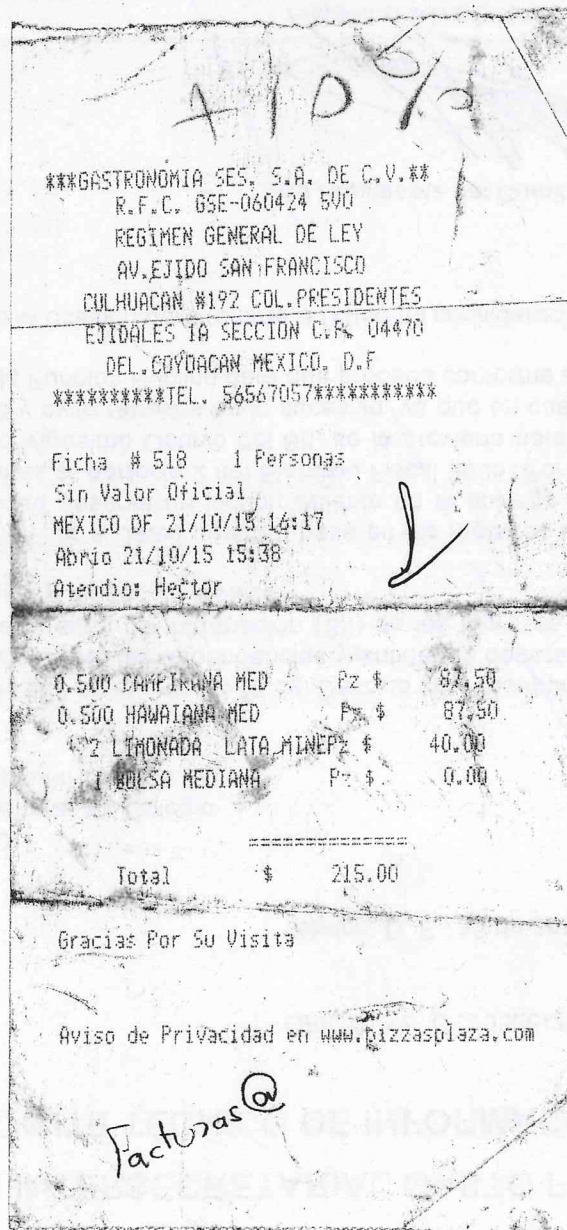 +10%
***GASTRONOMIA SES. S.A. DE C.V.**
R.F.C. GSE-060424 5V0
REGIMEN GENERAL DE LEY
AV.EJIDO SAN FRANCISCO
CULHUACAN #192 COL.PRESIDENTES
EJIDALES 1A SECCION C.P. 04470
DEL.COYOACAN MEXICO, D.F
**********TEL. 56567057***********
Ficha # 518 1 Personas
Sin Valor Oficial
MEXICO DF 21/10/15 16:17
Abrio 21/10/15 15:38
Atendio: Hector
0.500 CAMPIRANA MED Pz $ 87.50
0.500 HAWAIANA MED Pz $ 87.50
2 LIMONADA LATA MINEPz $ 40.00
1 BOLSA MEDIANA Pz $ 0.00
===============
Total $ 215.00
Gracias Por Su Visita
Aviso de Privacidad en www.pizzasplaza.com
Facturas@